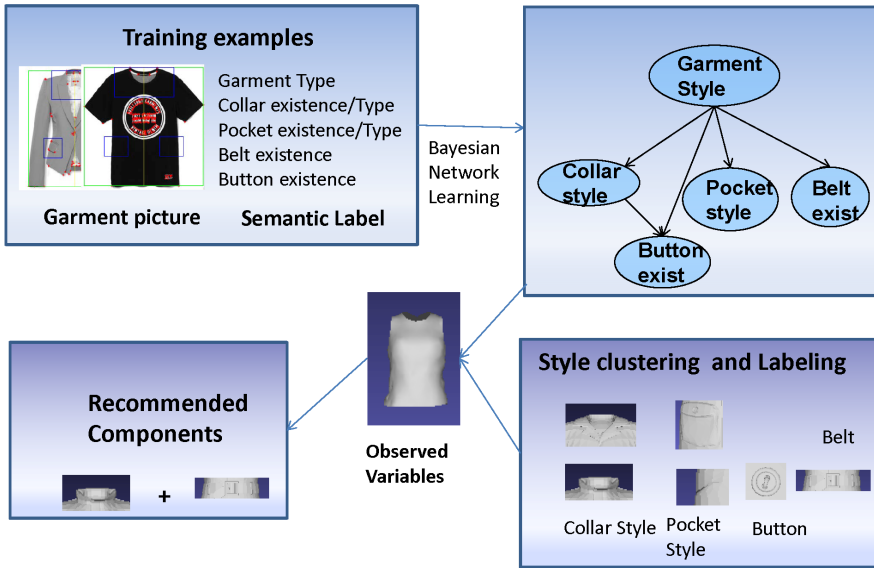 Training examples
Garment Type
Collar existence/Type
Pocket existence/Type
Belt existence
Button existence
Garment picture
Semantic Label
Bayesian
Network
Learning
Garment
Style
Collar
style
Pocket
style
Belt
exist
Button
exist
Recommended
Components
+
Observed
Variables
Style clustering and Labeling
Belt
Collar Style
Pocket
Style
Button